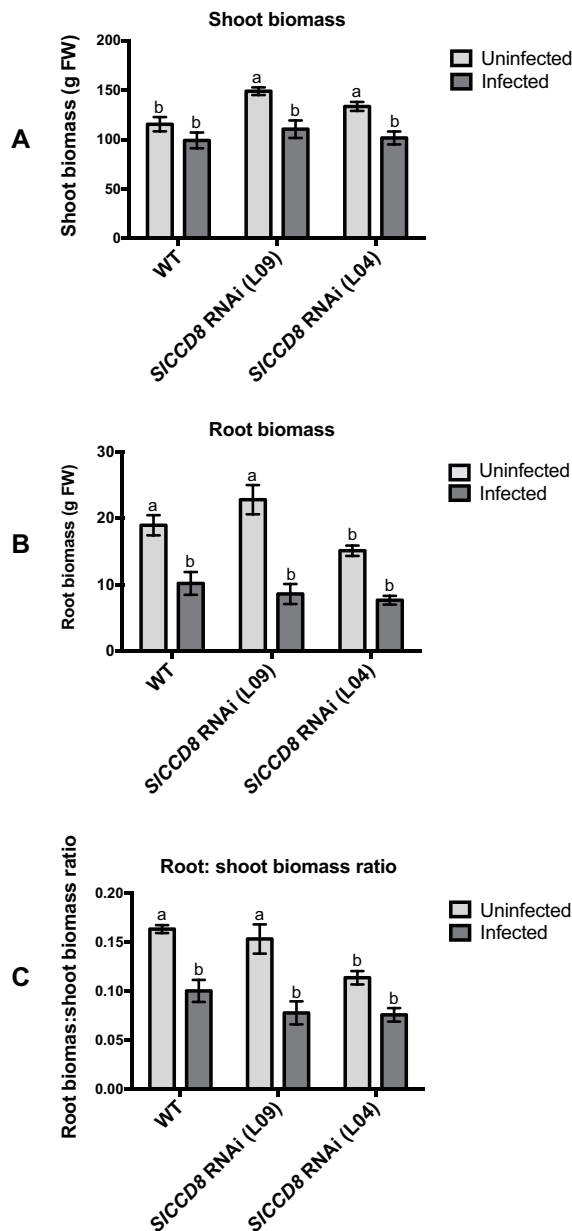 Shoot biomass
A
Shoot biomass (g FW)
200
150
100
50
0
b
b
a
b
a
b
Uninfected
Infected
WT
SlCCD8 RNAi (L09)
SlCCD8 RNAi (L04)
Root biomass
B
Root biomass (g FW)
30
20
10
0
a
b
a
b
b
b
Uninfected
Infected
WT
SlCCD8 RNAi (L09)
SlCCD8 RNAi (L04)
Root: shoot biomass ratio
C
Root biomas:shoot biomass ratio
0.20
0.15
0.10
0.05
0.00
a
b
a
b
b
b
Uninfected
Infected
WT
SlCCD8 RNAi (L09)
SlCCD8 RNAi (L04)